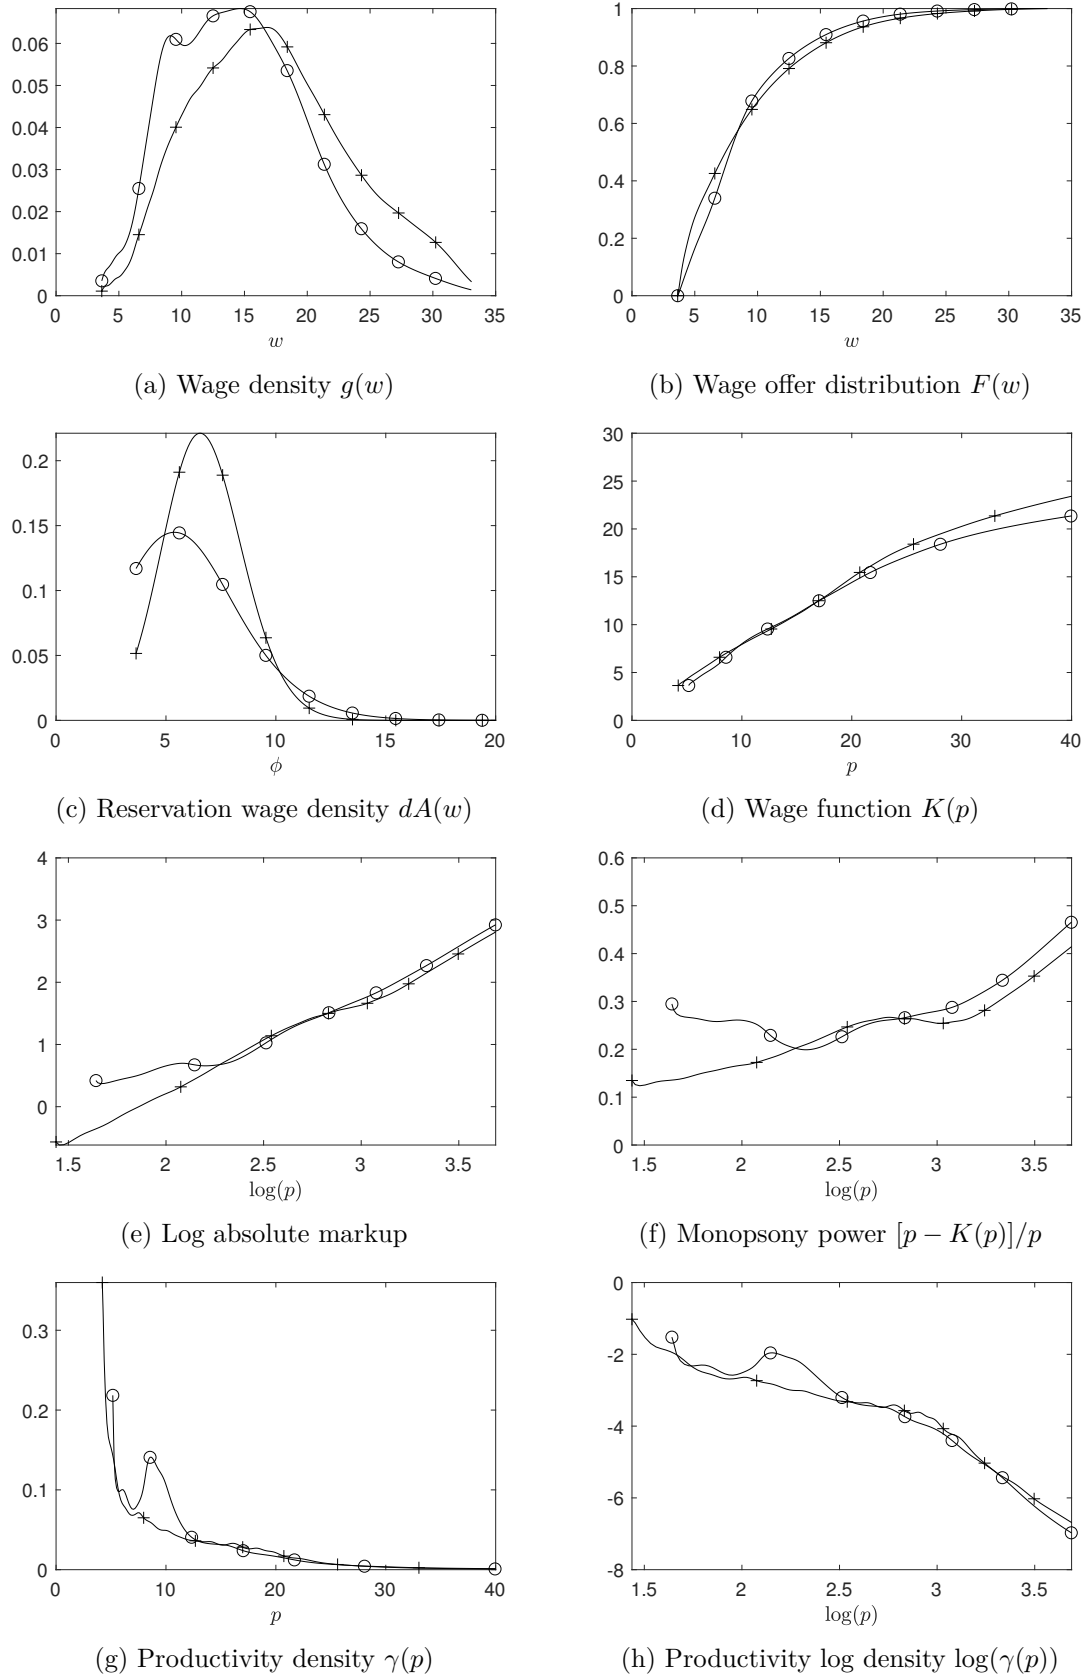 0.06
0.05
0.04
0.03
0.02
0.01
0
0 5 10 15 20 25 30 35
w
(a) Wage density g(w)
1
0.8
0.6
0.4
0.2
0
0 5 10 15 20 25 30 35
w
(b) Wage offer distribution F(w)
0.2
0.15
0.1
0.05
0
0 5 10 15 20
ϕ
(c) Reservation wage density dA(w)
30
25
20
15
10
5
0
0 10 20 30 40
p
(d) Wage function K(p)
4
3
2
1
0
1.5 2 2.5 3 3.5
log(p)
(e) Log absolute markup
0.6
0.5
0.4
0.3
0.2
0.1
0
1.5 2 2.5 3 3.5
log(p)
(f) Monopsony power [p − K(p)]/p
0.3
0.2
0.1
0
0 10 20 30 40
p
(g) Productivity density γ(p)
0
-2
-4
-6
-8
1.5 2 2.5 3 3.5
log(p)
(h) Productivity log density log(γ(p))